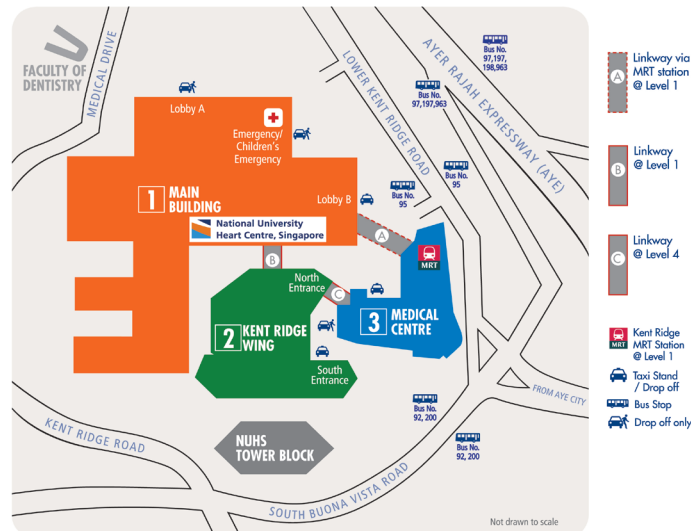 FACULTY OF
DENTISTRY
MEDICAL DRIVE
Lobby A
Emergency/
Children's
Emergency
1 MAIN
BUILDING
Lobby B
National University
Heart Centre, Singapore
A
B
C
North
Entrance
2 KENT RIDGE
WING
South
Entrance
3 MEDICAL
CENTRE
MRT
NUHS
TOWER BLOCK
LOWER KENT RIDGE ROAD
AYER RAJAH EXPRESSWAY (AYE)
Bus No.
97,197,
198,963
Bus No.
97,197,963
Bus No.
95
Bus No.
95
Bus No.
92, 200
Bus No.
92, 200
FROM AYE CITY
KENT RIDGE ROAD
SOUTH BUONA VISTA ROAD
Not drawn to scale
A
Linkway via
MRT station
@ Level 1
B
Linkway
@ Level 1
C
Linkway
@ Level 4
MRT
Kent Ridge
MRT Station
@ Level 1
Taxi Stand
/ Drop off
Bus Stop
Drop off only